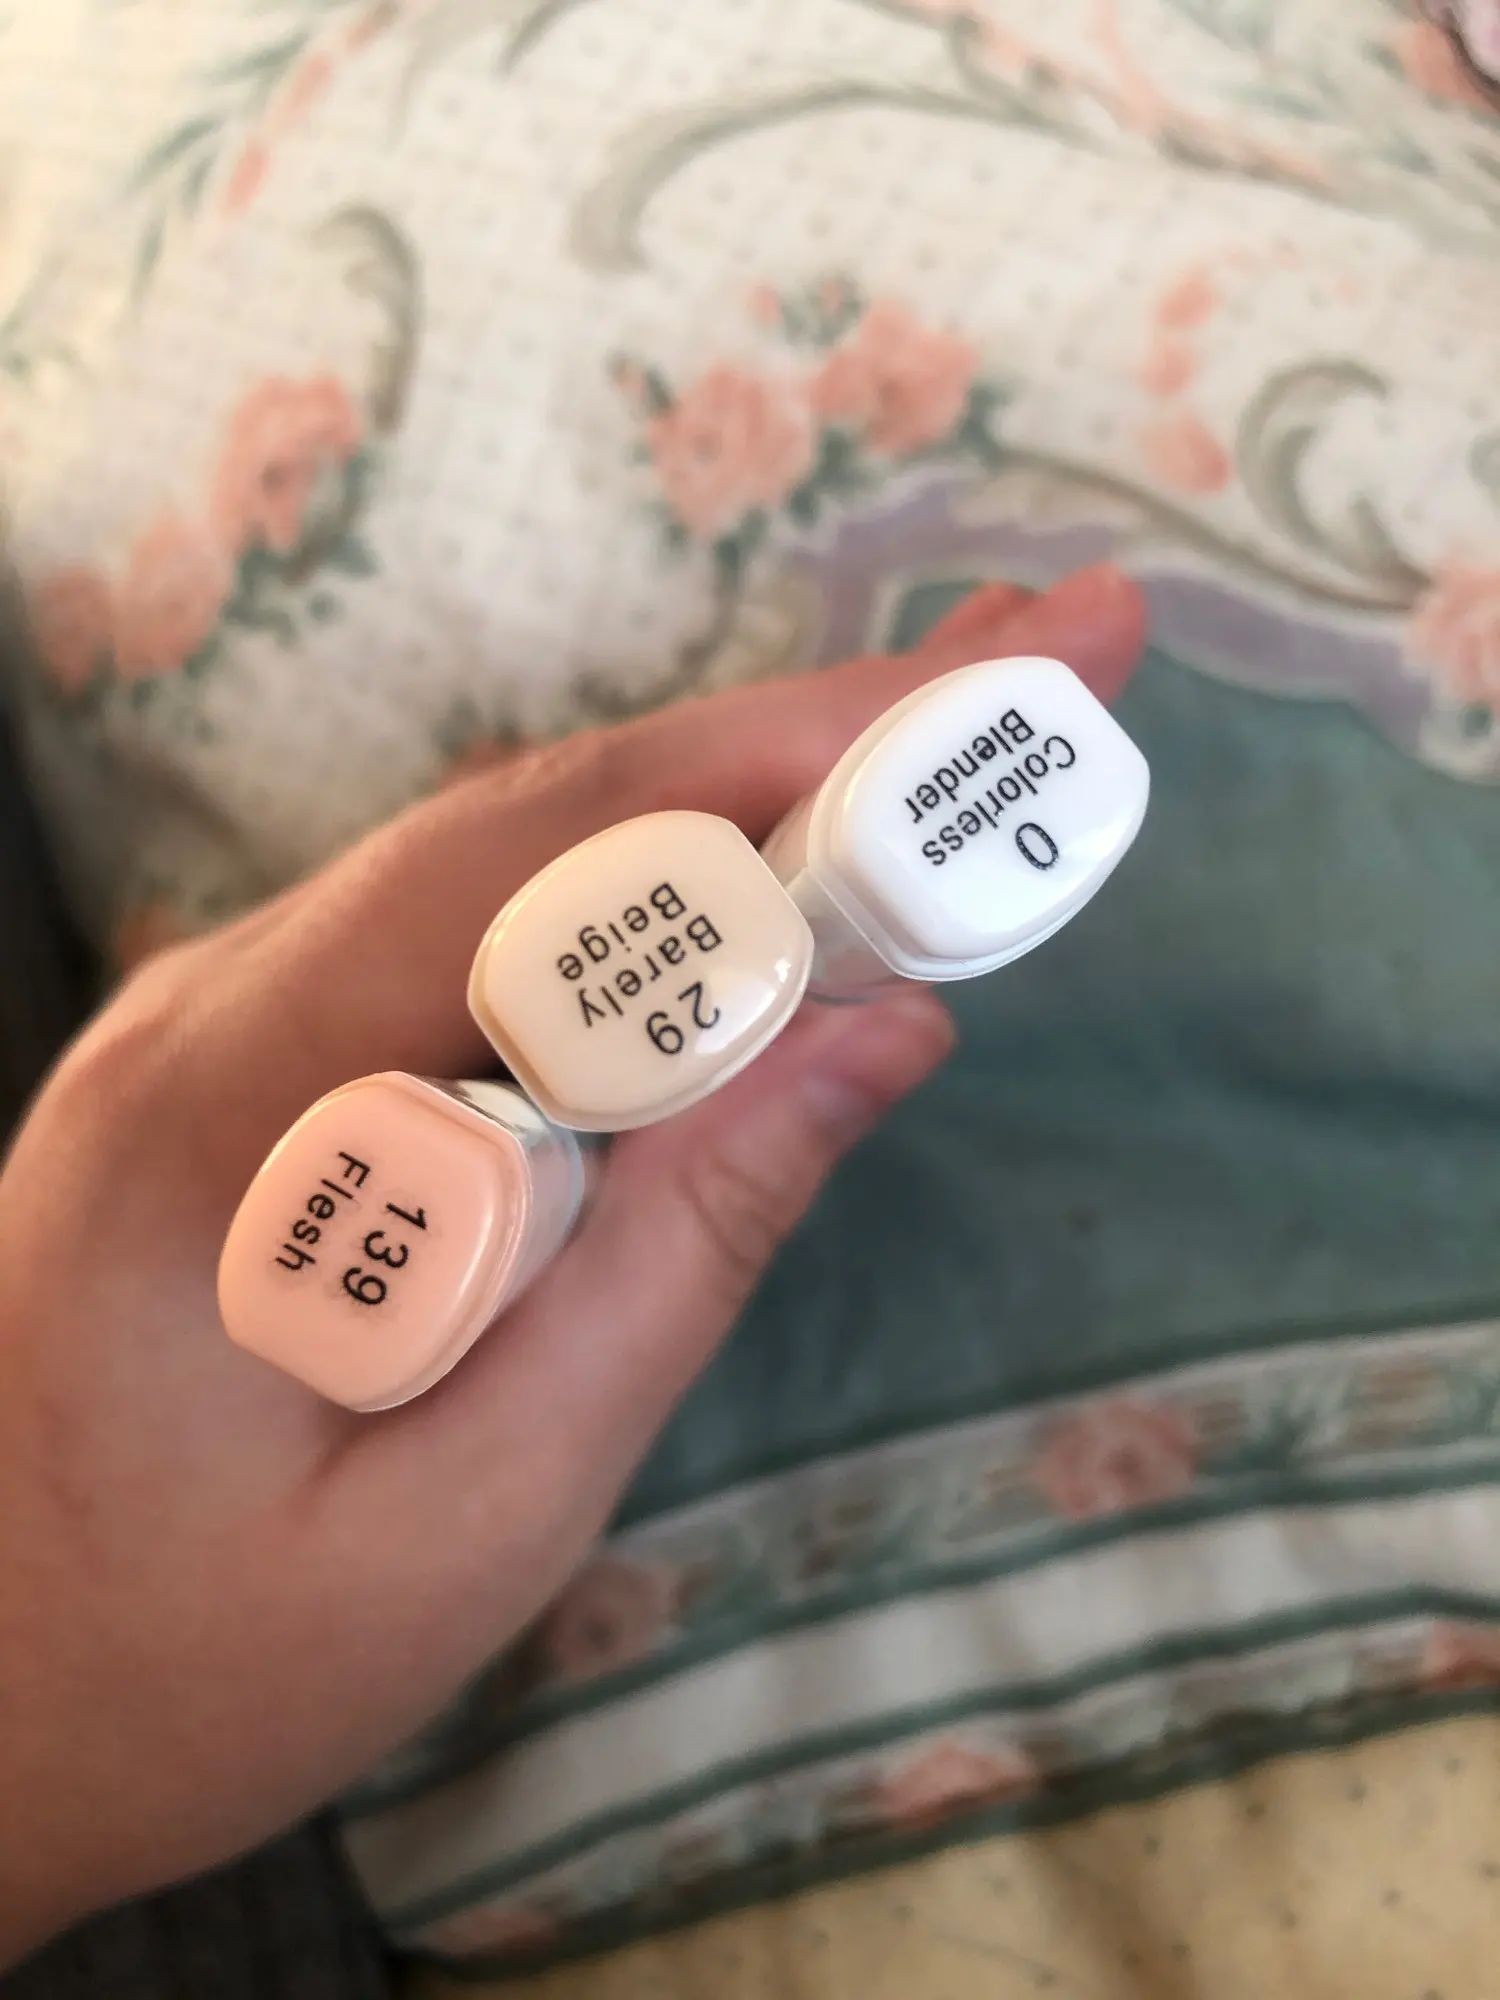 0
Colorless
Blender
29
Barely
Beige
139
Flesh